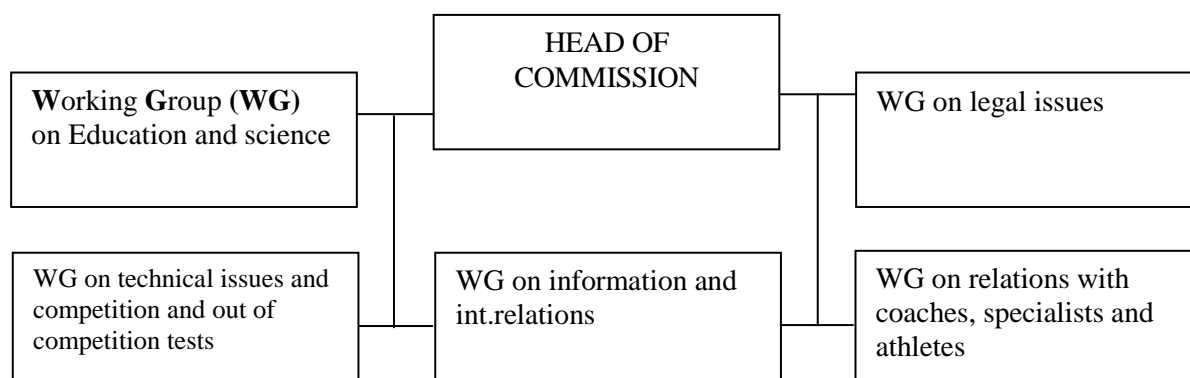 HEAD OF
COMMISSION
Working Group (WG)
on Education and science
WG on legal issues
WG on technical issues and
competition and out of
competition tests
WG on information and
int.relations
WG on relations with
coaches, specialists and
athletes